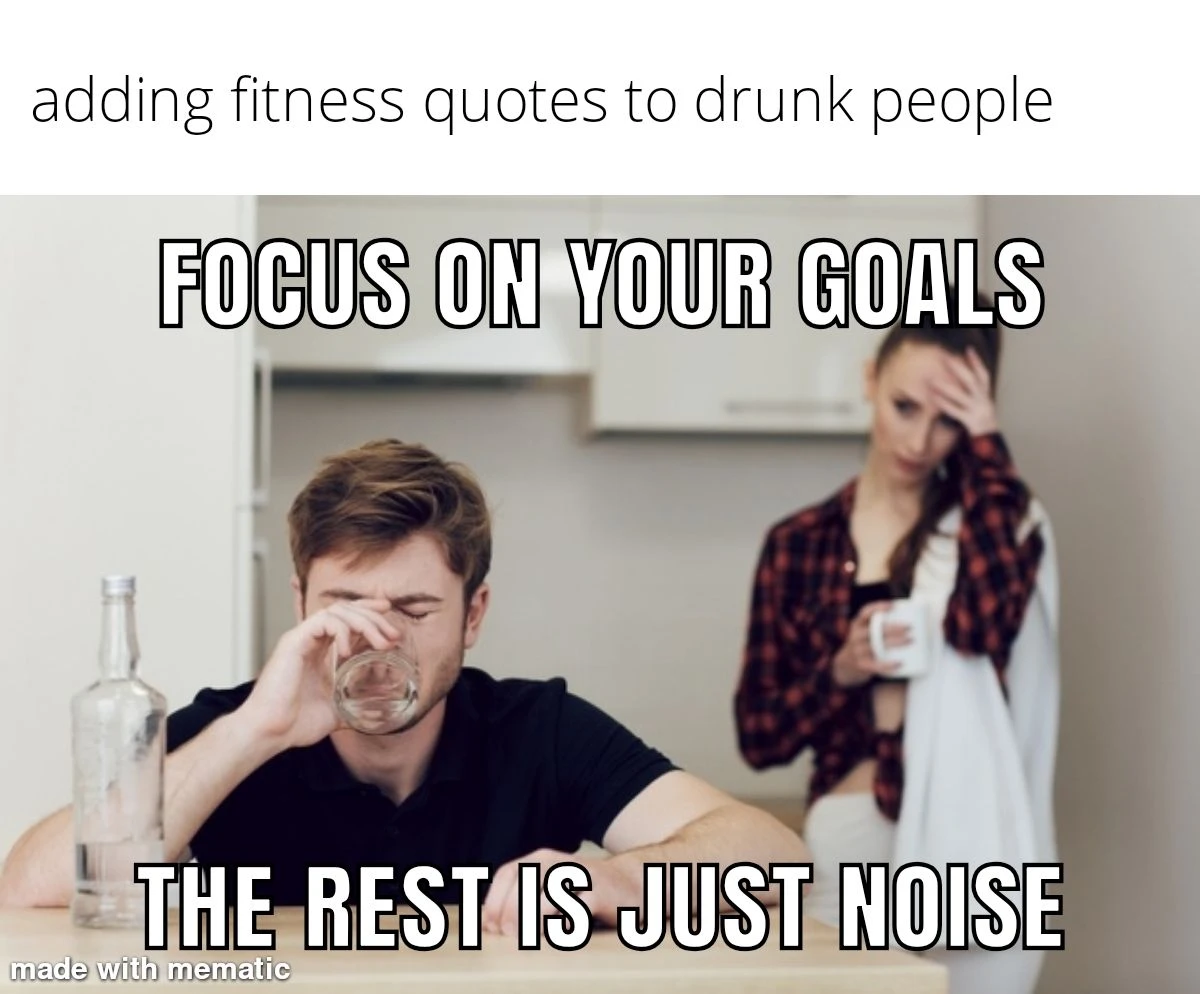 adding fitness quotes to drunk people
FOCUS ON YOUR GOALS
THE REST IS JUST NOISE
made with mematic